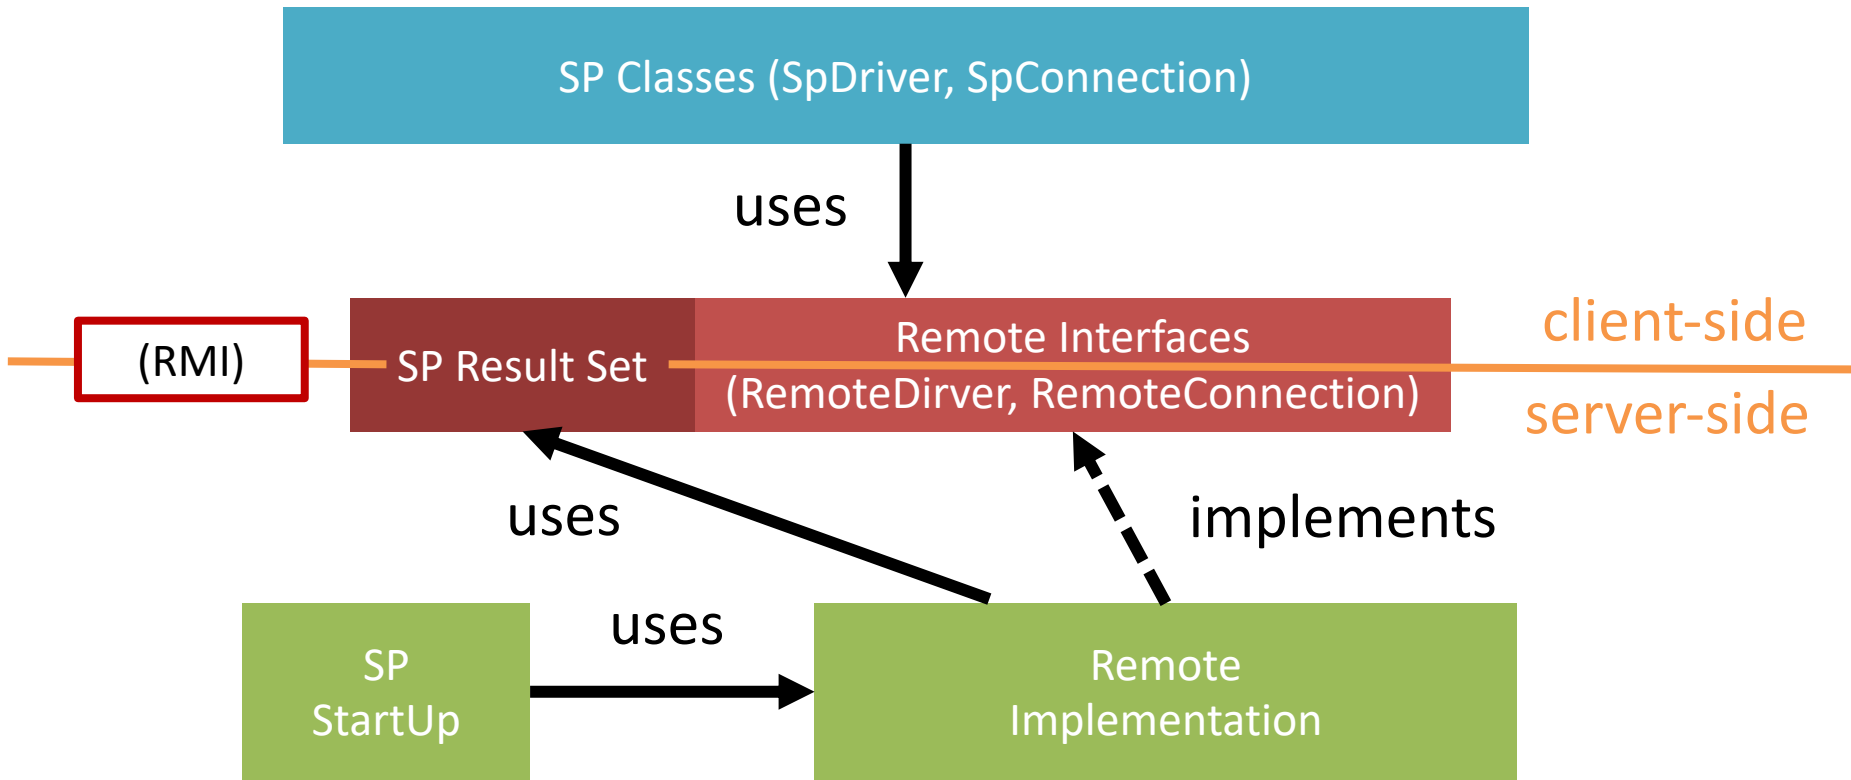 SP Classes (SpDriver, SpConnection)
uses
client-side
(RMI)
SP Result Set
Remote Interfaces
(RemoteDirver, RemoteConnection)
server-side
uses
implements
uses
SP
StartUp
Remote
Implementation